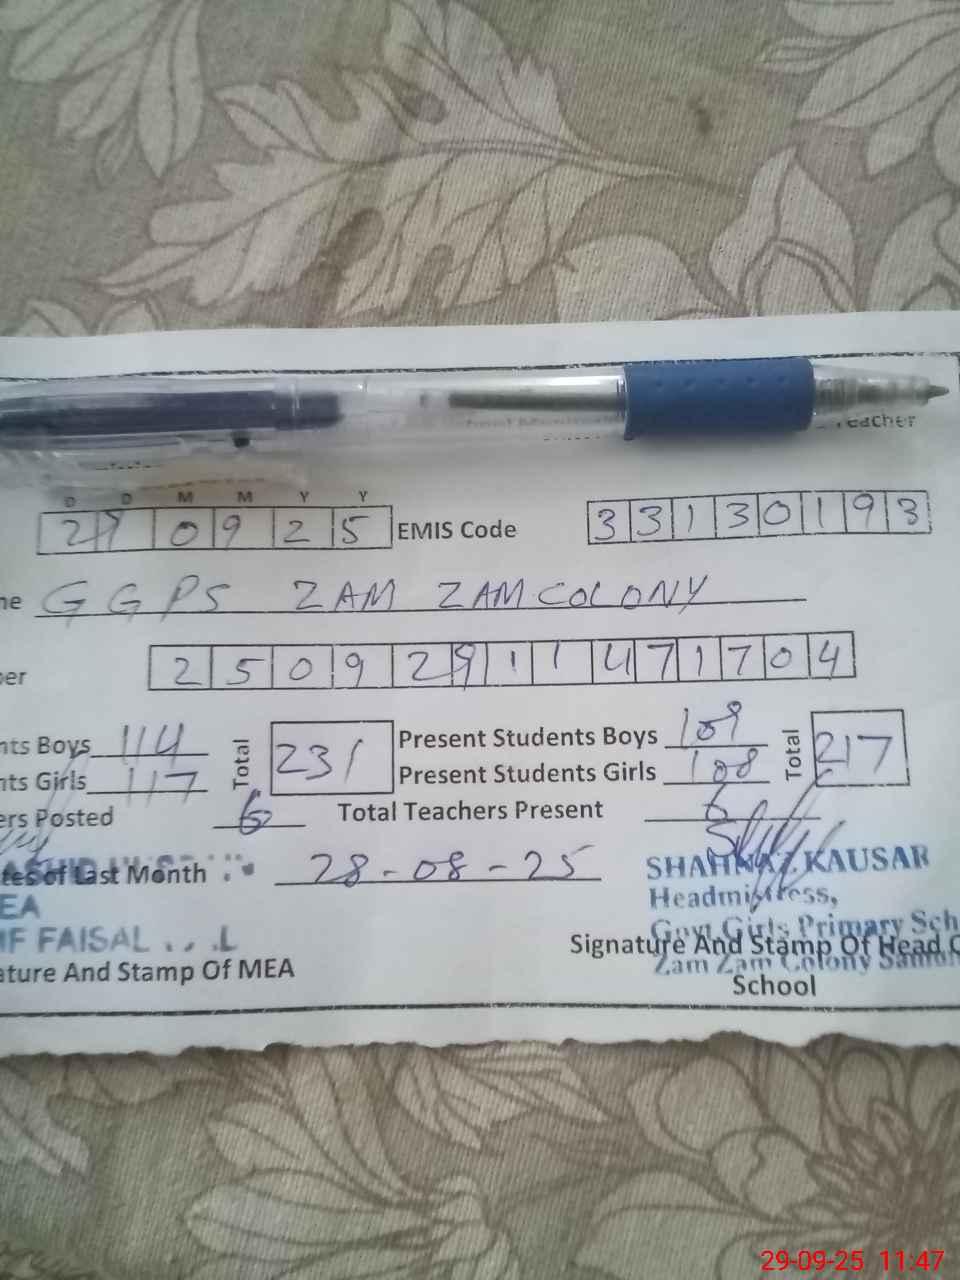 Teacher
D D M M Y Y
29 09 25 EMIS Code 33130193
GGPS ZAM ZAM COLONY
2509291147 1704
Boys 114 Total 231 Present Students Boys 109 Total 217
Girls 117 Present Students Girls 108
Posted 6 Total Teachers Present 6
of Last Month 28-08-25
SHAHNAZ KAUSAR
Headmistress,
FAISAL
Govt Girls Primary Sch
Signature And Stamp Of Head
Stamp Of MEA
Zam Zam Colony
School
29-09-25 11:47